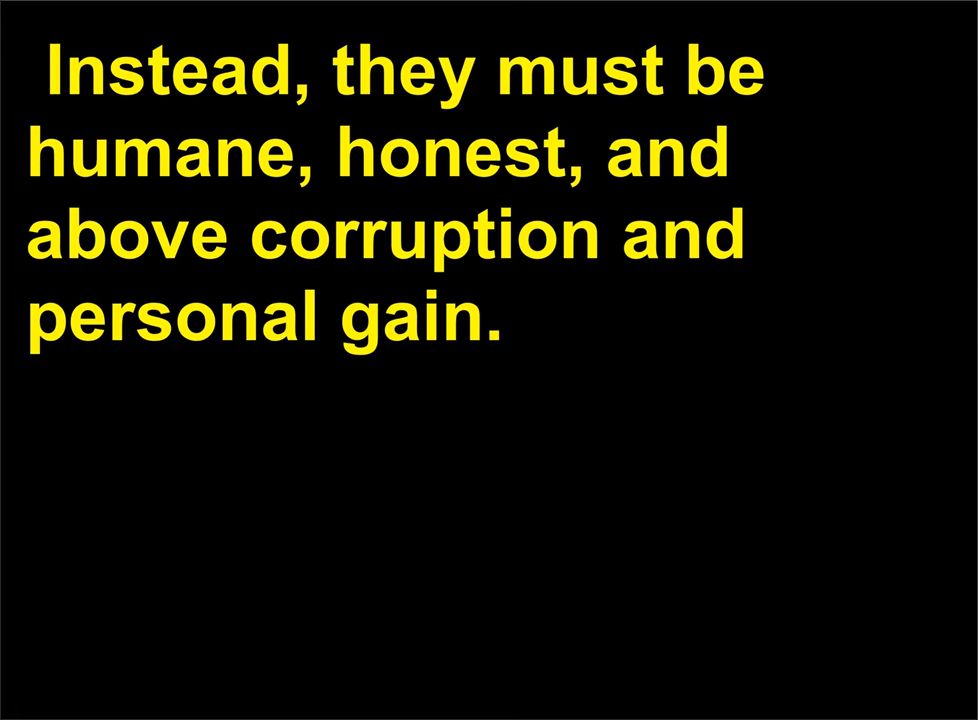 Instead, they must be
humane, honest, and
above corruption and
personal gain.